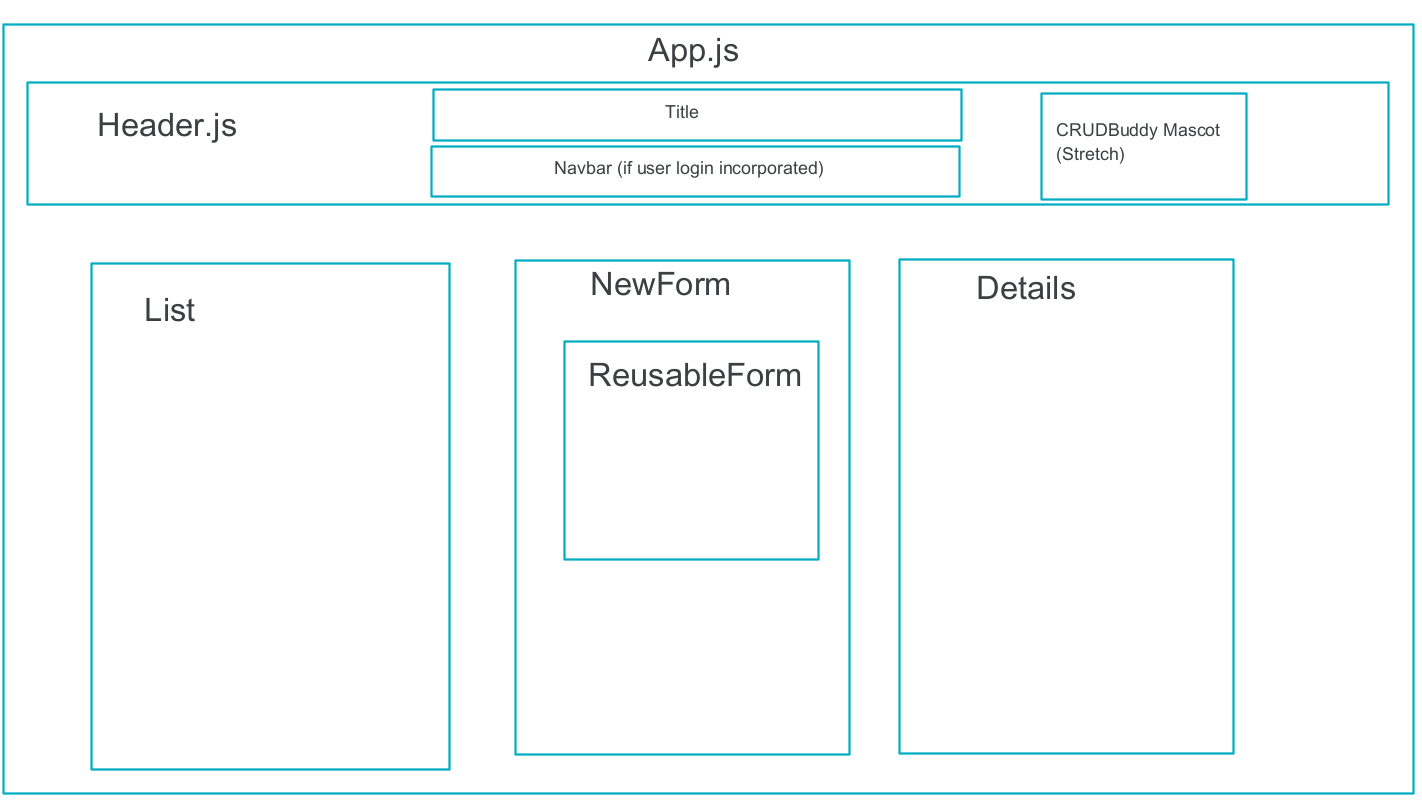 App.js
Header.js
Title
Navbar (if user login incorporated)
CRUDBuddy Mascot
(Stretch)
List
NewForm
ReusableForm
Details